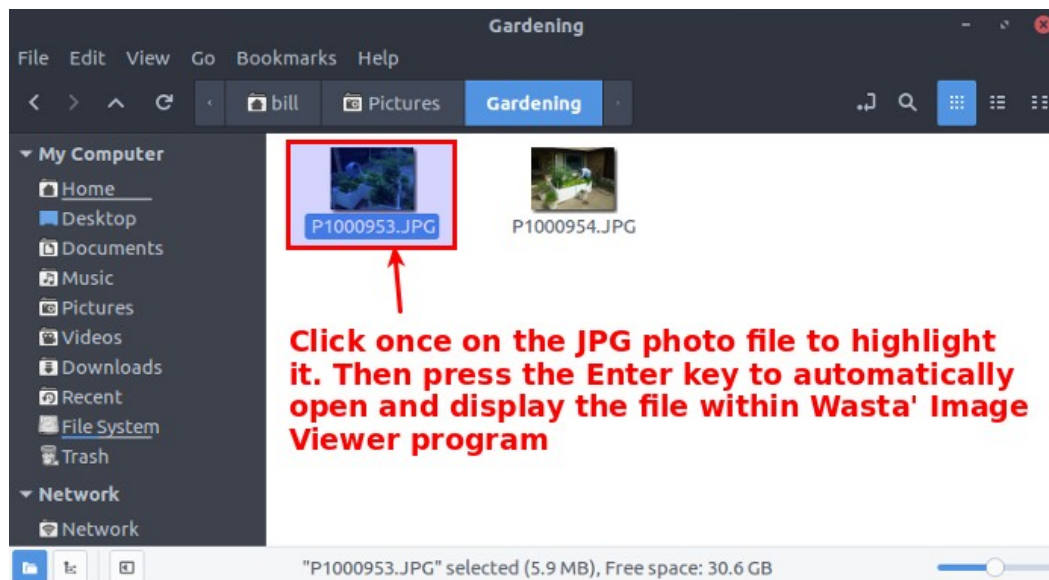 Gardening
File Edit View Go Bookmarks Help
bill Pictures Gardening
My Computer
Home
Desktop
Documents
Music
Pictures
Videos
Downloads
Recent
File System
Trash
Network
Network
P1000953.JPG P1000954.JPG
Click once on the JPG photo file to highlight
it. Then press the Enter key to automatically
open and display the file within Wasta' Image
Viewer program
"P1000953.JPG" selected (5.9 MB), Free space: 30.6 GB